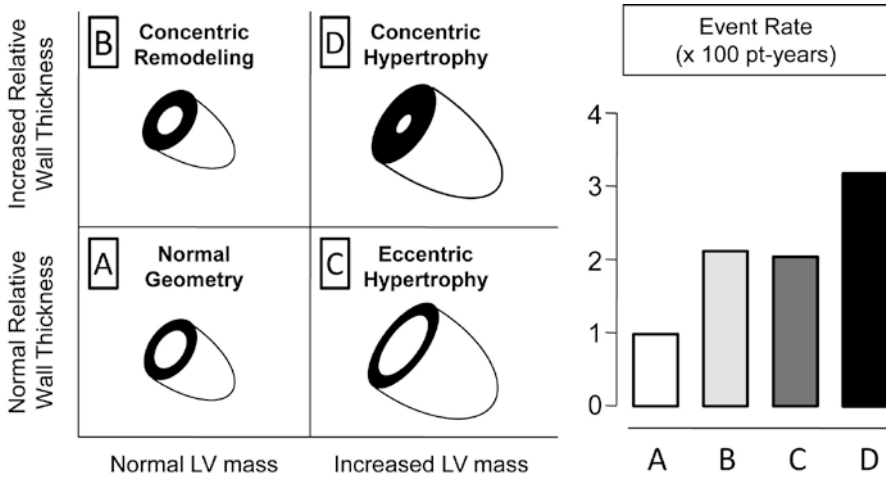 Increased Relative
Wall Thickness
Normal Relative
Wall Thickness
B
Concentric
Remodeling
D
Concentric
Hypertrophy
A
Normal
Geometry
C
Eccentric
Hypertrophy
Normal LV mass
Increased LV mass
Event Rate
(x 100 pt-years)
4
3
2
1
0
A
B
C
D